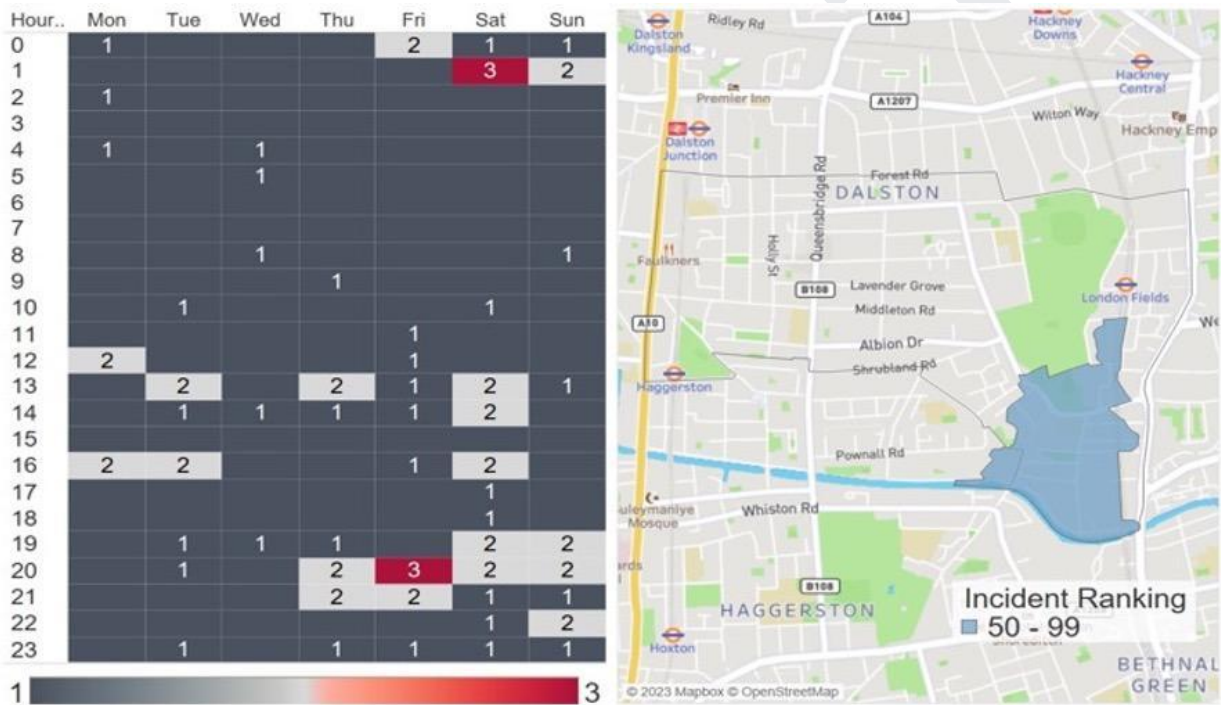 Hour.. Mon Tue Wed Thu Fri Sat Sun
0 1 2 1 1
1 3 2
2 1
3
4 1 1
5 1
6
7
8 1 1
9 1
10 1 1
11 1
12 2 1
13 2 2 1 2 1
14 1 1 1 1 2
15
16 2 2 1 2
17 1
18 1
19 1 1 1 2 2
20 1 2 3 2 2
21 2 2 1 1
22 1 2
23 1 1 1 1 1
1 3
Ridley Rd
A104
Hackney
Downs
Dalston
Kingsland
Hackney
Central
Premier Inn
A1207
Wilton Way
Hackney Emp
Dalston
Junction
Queensbridge Rd
Forest Rd
DALSTON
Holly St
Faulkners
B108
Lavender Grove
London Fields
Middleton Rd
A10
We
Albion Dr
Shrubland Rd
Haggerston
Pownall Rd
uleymaniye
Mosque
Whiston Rd
ards
l
B108
HAGGERSTON
Incident Ranking
50 - 99
Hoxton
BETHNAL
GREEN
© 2023 Mapbox © OpenStreetMap